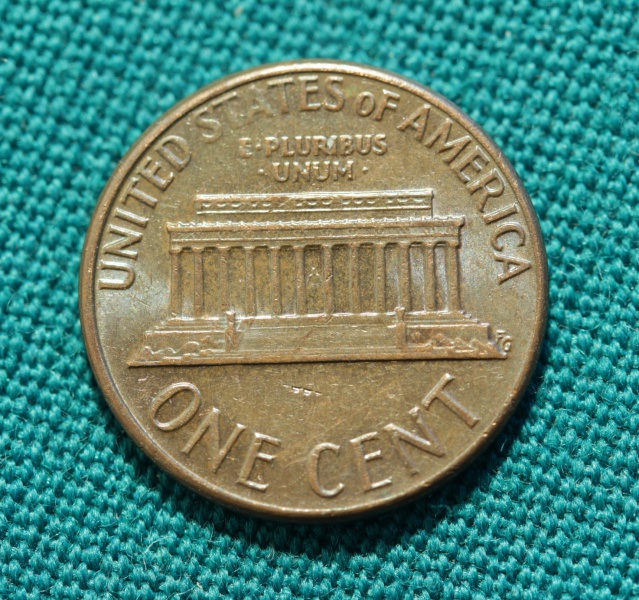 UNITED STATES OF AMERICA
E·PLURIBUS
·UNUM·
FG
ONE CENT